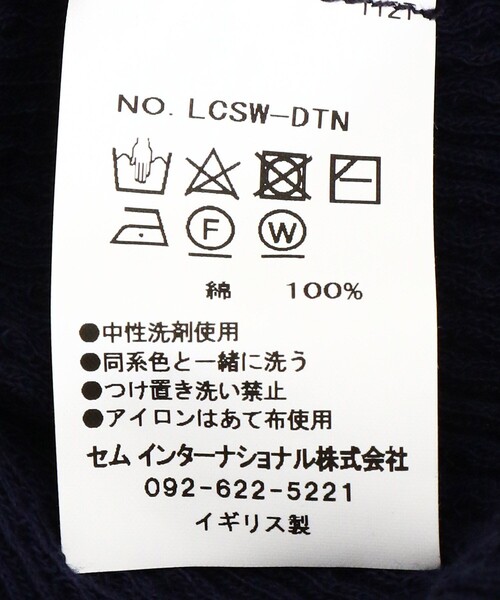 NO. LCSW-DTN
F W
綿 100%
●中性洗剤使用
●同系色と一緒に洗う
●つけ置き洗い禁止
●アイロンはあて布使用
セム インターナショナル株式会社
092-622-5221
イギリス製